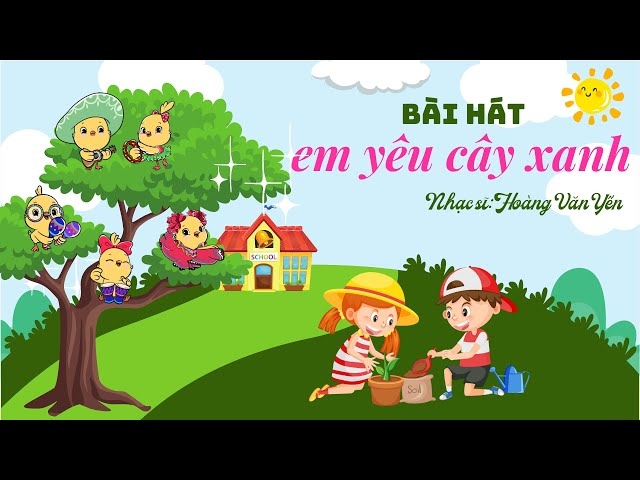 BÀI HÁT
em yêu cây xanh
Nhạc sĩ: Hoàng Văn Yến
SCHOOL
Soil